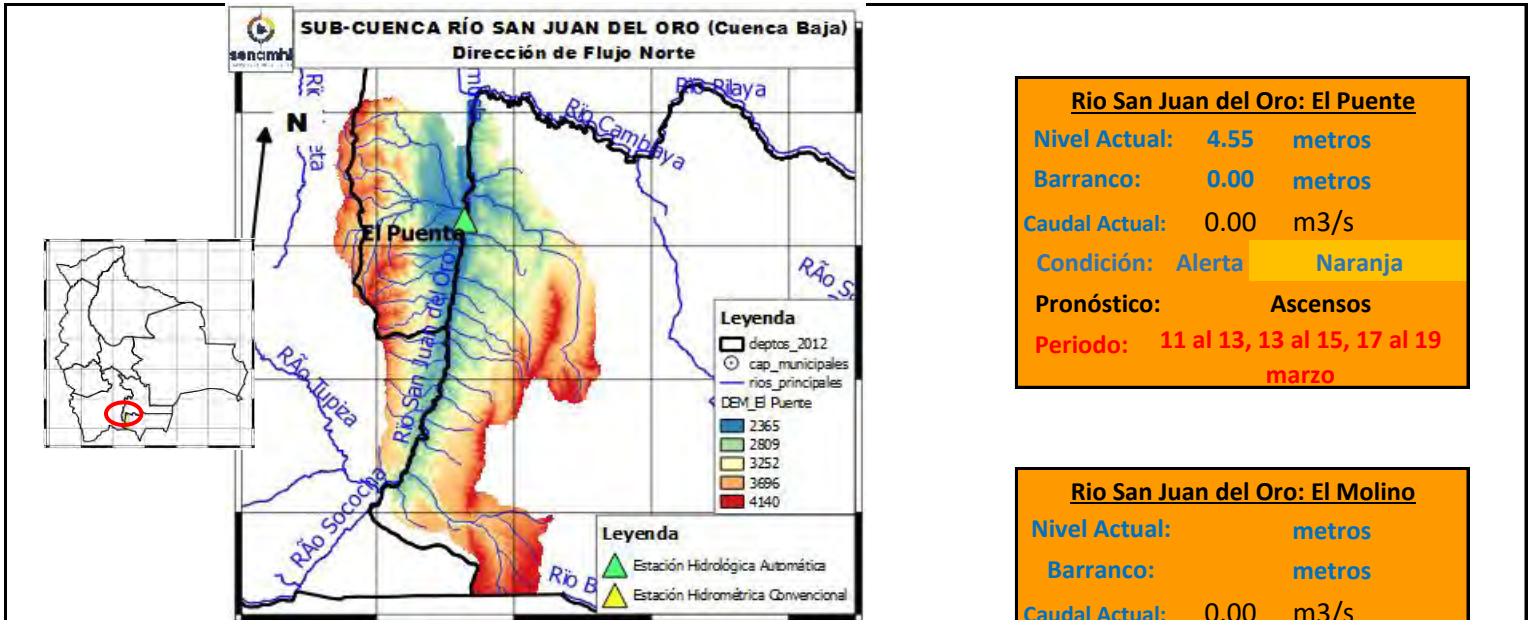 senamhi
SUB-CUENCA RÍO SAN JUAN DEL ORO (Cuenca Baja)
Dirección de Flujo Norte
N
Río Pilaya
Río Camblaya
El Puente
Río San Juan del Oro
RÃo Tupiza
RÃo Sococha
RÃo S
Río B
Leyenda
deptos_2012
cap_municipales
rios_principales
DEM_El Puente
2365
2809
3252
3696
4140
Leyenda
Estación Hidrológica Automática
Estación Hidrométrica Convencional
Rio San Juan del Oro: El Puente
Nivel Actual: 4.55 metros
Barranco: 0.00 metros
Caudal Actual: 0.00 m3/s
Condición: Alerta Naranja
Pronóstico: Ascensos
Periodo: 11 al 13, 13 al 15, 17 al 19
marzo
Rio San Juan del Oro: El Molino
Nivel Actual: metros
Barranco: metros
Caudal Actual: 0.00 m3/s